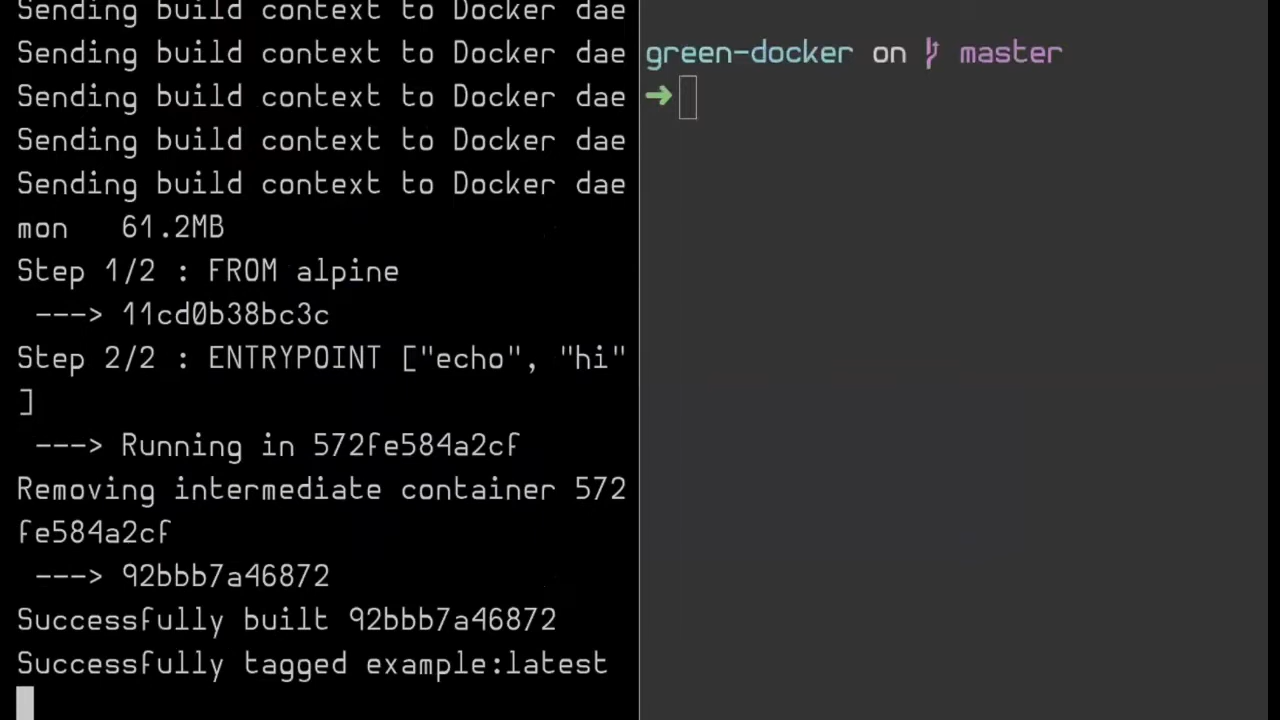 Sending build context to Docker dae
Sending build context to Docker dae
Sending build context to Docker dae
Sending build context to Docker dae
Sending build context to Docker dae
mon   61.2MB
Step 1/2 : FROM alpine
 ---> 11cd0b38bc3c
Step 2/2 : ENTRYPOINT ["echo", "hi"
]
 ---> Running in 572fe584a2cf
Removing intermediate container 572
fe584a2cf
 ---> 92bbb7a46872
Successfully built 92bbb7a46872
Successfully tagged example:latest
green-docker on master
➜